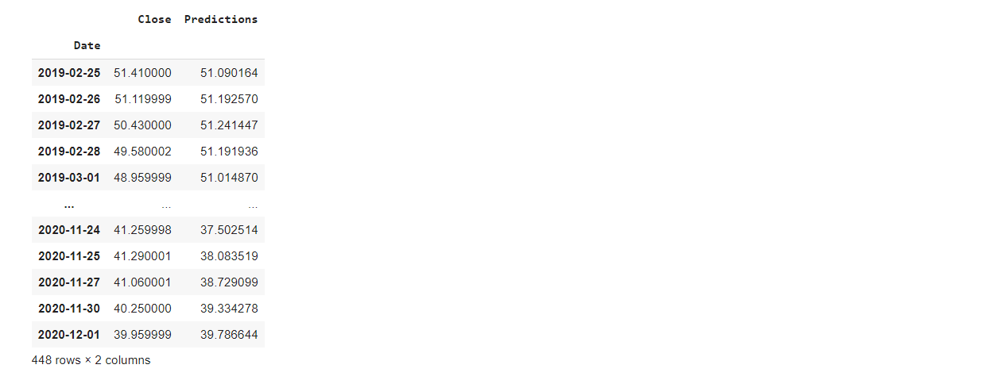 Close Predictions
Date
2019-02-25 51.410000 51.090164
2019-02-26 51.119999 51.192570
2019-02-27 50.430000 51.241447
2019-02-28 49.580002 51.191936
2019-03-01 48.959999 51.014870
... ... ...
2020-11-24 41.259998 37.502514
2020-11-25 41.290001 38.083519
2020-11-27 41.060001 38.729099
2020-11-30 40.250000 39.334278
2020-12-01 39.959999 39.786644
448 rows × 2 columns